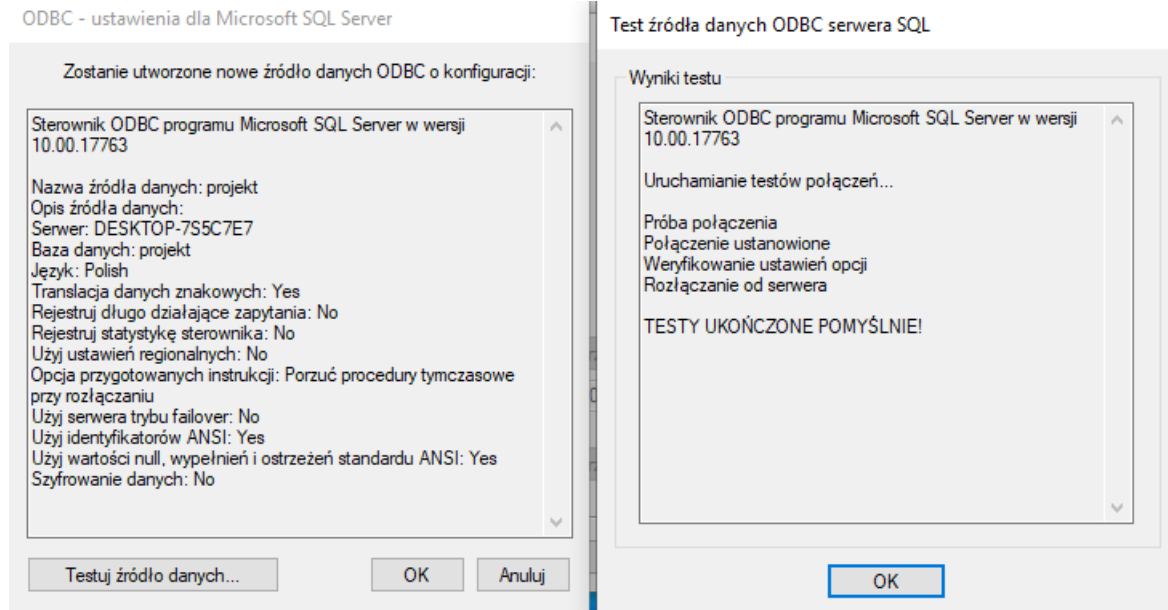 ODBC - ustawienia dla Microsoft SQL Server
Zostanie utworzone nowe źródło danych ODBC o konfiguracji:
Sterownik ODBC programu Microsoft SQL Server w wersji
10.00.17763
Nazwa źródła danych: projekt
Opis źródła danych:
Serwer: DESKTOP-7S5C7E7
Baza danych: projekt
Język: Polish
Translacja danych znakowych: Yes
Rejestruj długo działające zapytania: No
Rejestruj statystykę sterownika: No
Użyj ustawień regionalnych: No
Opcja przygotowanych instrukcji: Porzuć procedury tymczasowe
przy rozłączaniu
Użyj serwera trybu failover: No
Użyj identyfikatorów ANSI: Yes
Użyj wartości null, wypełnień i ostrzeżeń standardu ANSI: Yes
Szyfrowanie danych: No
Testuj źródło danych...
OK
Anuluj
Test źródła danych ODBC serwera SQL
Wyniki testu
Sterownik ODBC programu Microsoft SQL Server w wersji
10.00.17763
Uruchamianie testów połączeń...
Próba połączenia
Połączenie ustanowione
Weryfikowanie ustawień opcji
Rozłączanie od serwera
TESTY UKOŃCZONE POMYŚLNIE!
OK